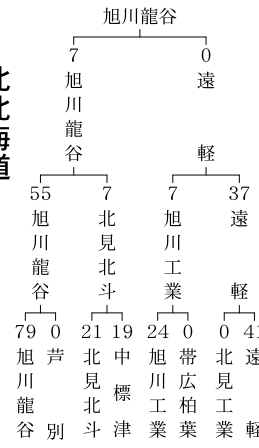 旭川龍谷
7 0
旭川龍谷 遠軽
55 7 7 37
旭川龍谷 北見北斗 旭川工業 遠軽
79 0 21 19 24 0 0 41
旭川龍谷 芦別 北見北斗 中標津 旭川工業 帯広柏葉 北見工業 遠軽
北北海道